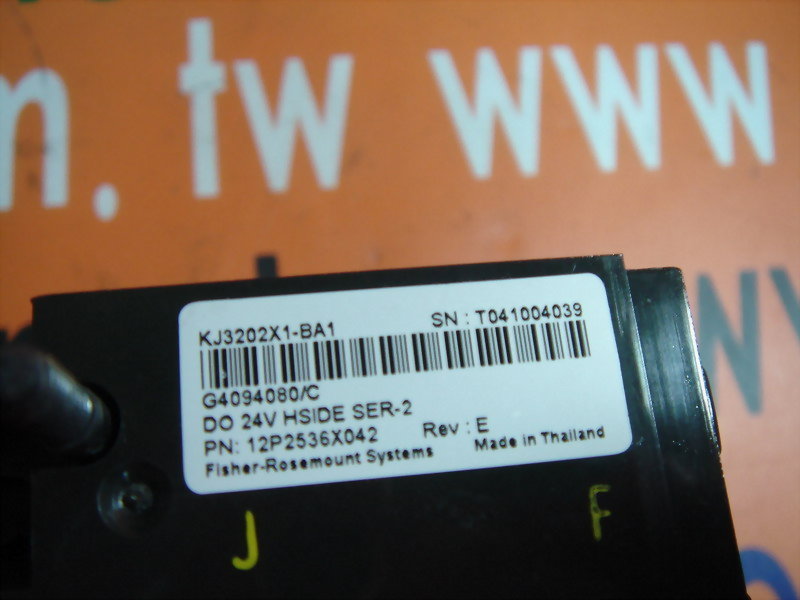 m.tw www
KJ3202X1-BA1 SN : T041004039
G4094080/C
DO 24V HSIDE SER-2
PN: 12P2536X042 Rev : E
Fisher-Rosemount Systems Made in Thailand
J F